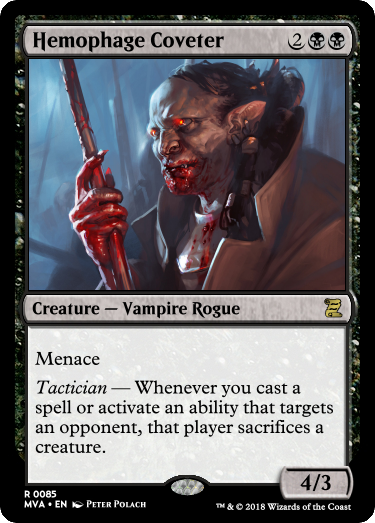 Hemophage Coveter 2
Creature — Vampire Rogue
Menace
Tactician — Whenever you cast a
spell or activate an ability that targets
an opponent, that player sacrifices a
creature.
4/3
R 0085
MVA • EN Peter Polach
™ & © 2018 Wizards of the Coast